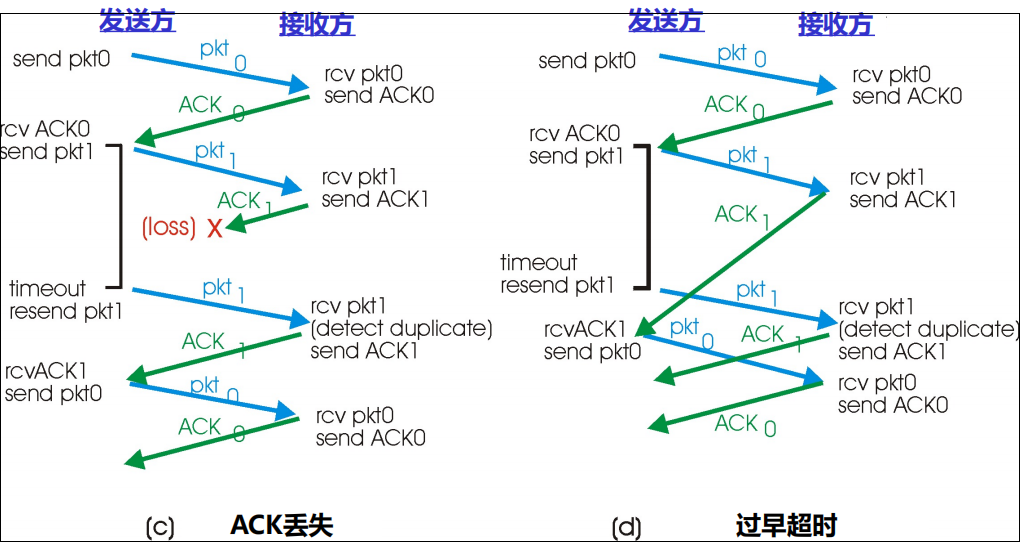 发送方
接收方
send pkt0
pkt 0
rcv pkt0
send ACK0
ACK 0
rcv ACK0
send pkt1
pkt 1
rcv pkt1
send ACK1
ACK 1
(loss) X
timeout
resend pkt1
pkt 1
rcv pkt1
(detect duplicate)
send ACK1
ACK 1
rcvACK1
send pkt0
pkt 0
rcv pkt0
send ACK0
ACK 0
(c) ACK丢失
发送方
接收方
send pkt0
pkt 0
rcv pkt0
send ACK0
ACK 0
rcv ACK0
send pkt1
pkt 1
rcv pkt1
send ACK1
ACK 1
timeout
resend pkt1
pkt 1
rcv pkt1
(detect duplicate)
send ACK1
rcvACK1
send pkt0
pkt 0
ACK 1
rcv pkt0
send ACK0
ACK 0
(d) 过早超时